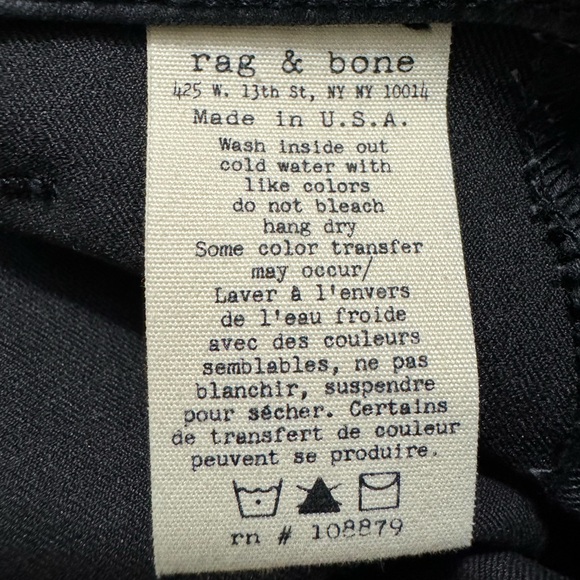 rag & bone
425 W. 13th St, NY NY 10014
Made in U.S.A.
Wash inside out
cold water with
like colors
do not bleach
hang dry
Some color transfer
may occur/
Laver à l'envers
de l'eau froide
avec des couleurs
semblables, ne pas
blanchir, suspendre
pour sécher. Certains
de transfert de couleur
peuvent se produire.
rn # 108879